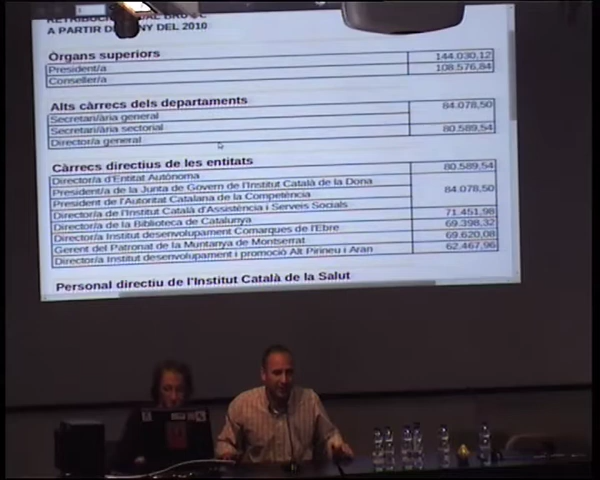 RETRIBUCIÓ
A PARTIR DE L'ANY DEL 2010
Òrgans superiors
President/a 144.030,12
Conseller/a 108.576,84
Alts càrrecs dels departaments
Secretari/ària general 84.078,50
Secretari/ària sectorial
Director/a general 80.589,54
Càrrecs directius de les entitats
Director/a d'Entitat Autònoma 80.589,54
President/a de la Junta de Govern de l'Institut Català de la Dona
President de l'Autoritat Catalana de la Competència 84.078,50
Director/a de l'Institut Català d'Assistència i Serveis Socials
Director/a de la Biblioteca de Catalunya 71.451,98
Director/a Institut desenvolupament Comarques de l'Ebre 69.398,32
Gerent del Patronat de la Muntanya de Montserrat 69.620,08
Director/a Institut desenvolupament i promoció Alt Pirineu i Aran 62.467,96
Personal directiu de l'Institut Català de la Salut